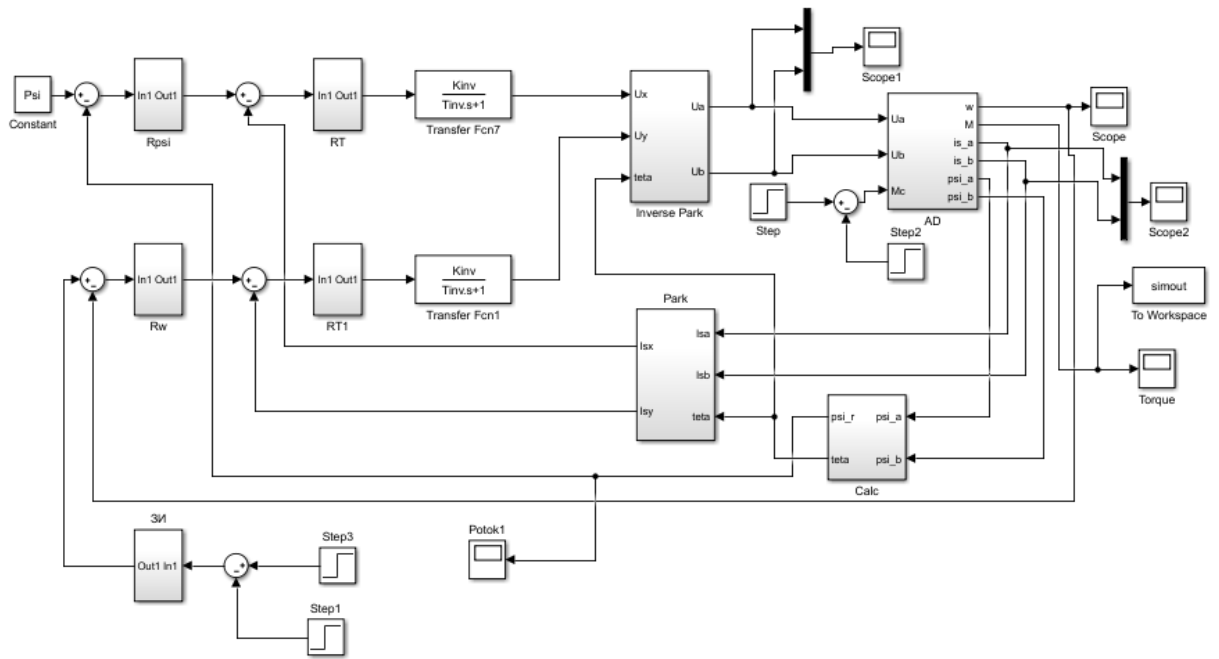 Psi
Constant
In1 Out1
Rpsi
In1 Out1
RT
Kinv
Tinv.s+1
Transfer Fcn7
Ux
Uy
teta
Ua
Ub
Inverse Park
Scope1
Ua
Ub
Mc
w
M
is_a
is_b
psi_a
psi_b
AD
Scope
Scope2
Step
Step2
In1 Out1
Rw
In1 Out1
RT1
Kinv
Tinv.s+1
Transfer Fcn1
Park
Isx
Isy
Isa
Isb
teta
simout
To Workspace
Torque
psi_r
teta
psi_a
psi_b
Calc
ЗИ
Out1 In1
Step3
Step1
Potok1